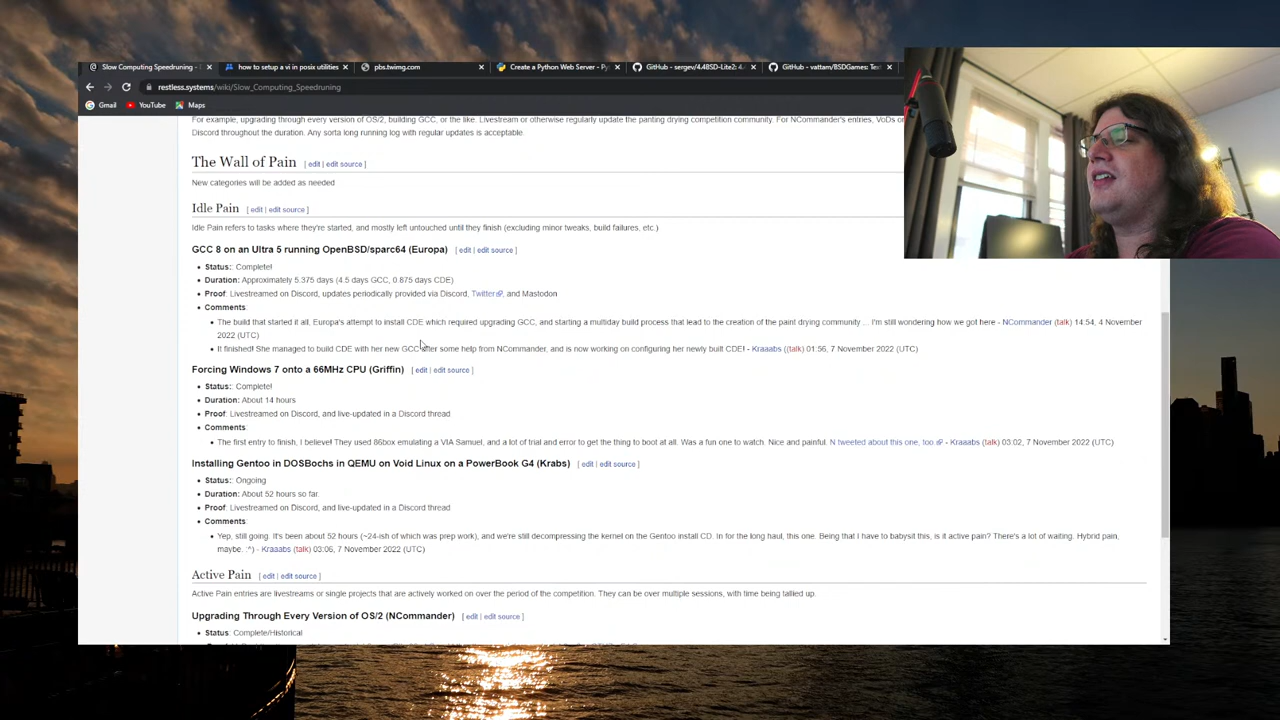 Slow Computing Speedrunning -
how to setup a vi in posix utilities
pbs.twimg.com
Create a Python Web Server - P
GitHub - sergev/4.4BSD-Lite2: 4.
GitHub - vattam/BSDGames: Tex
restless.systems/wiki/Slow_Computing_Speedrunning
Gmail YouTube Maps
For example, upgrading through every version of OS/2, building GCC, or the like. Livestream or otherwise regularly update the panting drying competition community. For NCommander's entries, VoDs o
Discord throughout the duration. Any sorta long running log with regular updates is acceptable.
The Wall of Pain [ edit | edit source ]
New categories will be added as needed
Idle Pain [ edit | edit source ]
Idle Pain refers to tasks where they're started, and mostly left untouched until they finish (excluding minor tweaks, build failures, etc.)
GCC 8 on an Ultra 5 running OpenBSD/sparc64 (Europa) [ edit | edit source ]
• Status:: Complete!
• Duration: Approximately 5.375 days (4.5 days GCC, 0.875 days CDE)
• Proof: Livestreamed on Discord, updates periodically provided via Discord, Twitter, and Mastodon
• Comments:
• The build that started it all, Europa's attempt to install CDE which required upgrading GCC, and starting a multiday build process that lead to the creation of the paint drying community ... I'm still wondering how we got here - NCommander (talk) 14:54, 4 November
2022 (UTC)
• It finished! She managed to build CDE with her new GCC after some help from NCommander, and is now working on configuring her newly built CDE! - Kraaabs ((talk) 01:56, 7 November 2022 (UTC)
Forcing Windows 7 onto a 66MHz CPU (Griffin) [ edit | edit source ]
• Status:: Complete!
• Duration: About 14 hours
• Proof: Livestreamed on Discord, and live-updated in a Discord thread
• Comments:
• The first entry to finish, I believe! They used 86box emulating a VIA Samuel, and a lot of trial and error to get the thing to boot at all. Was a fun one to watch. Nice and painful. N tweeted about this one, too - Kraaabs (talk) 03:02, 7 November 2022 (UTC)
Installing Gentoo in DOSBochs in QEMU on Void Linux on a PowerBook G4 (Krabs) [ edit | edit source ]
• Status:: Ongoing
• Duration: About 52 hours so far.
• Proof: Livestreamed on Discord, and live-updated in a Discord thread
• Comments:
• Yep, still going. It's been about 52 hours (~24-ish of which was prep work), and we're still decompressing the kernel on the Gentoo install CD. In for the long haul, this one. Being that I have to babysit this, is it active pain? There's a lot of waiting. Hybrid pain,
maybe. :^) - Kraaabs (talk) 03:06, 7 November 2022 (UTC)
Active Pain [ edit | edit source ]
Active Pain entries are livestreams or single projects that are actively worked on over the period of the competition. They can be over multiple sessions, with time being tallied up.
Upgrading Through Every Version of OS/2 (NCommander) [ edit | edit source ]
• Status: Complete/Historical